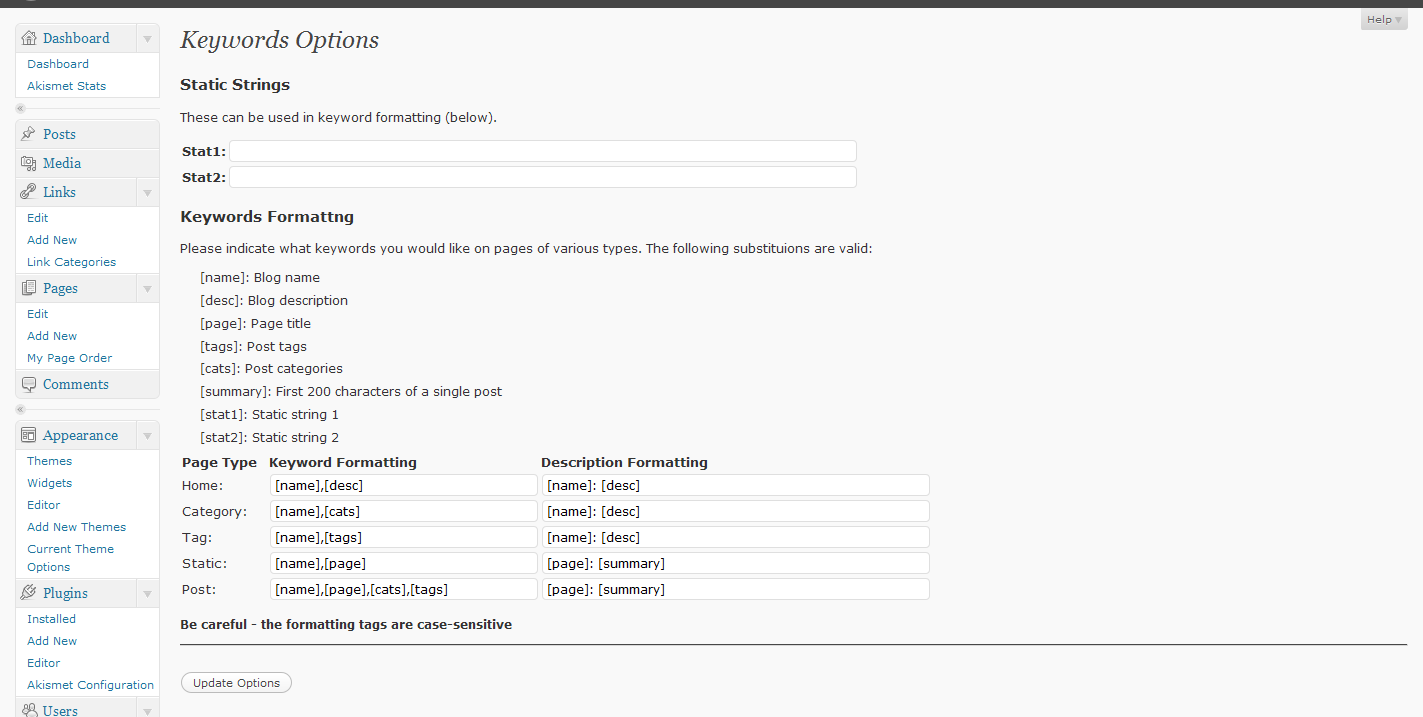 Help
Dashboard
Dashboard
Akismet Stats
Posts
Media
Links
Edit
Add New
Link Categories
Pages
Edit
Add New
My Page Order
Comments
Appearance
Themes
Widgets
Editor
Add New Themes
Current Theme
Options
Plugins
Installed
Add New
Editor
Akismet Configuration
Users
Keywords Options
Static Strings
These can be used in keyword formatting (below).
Stat1:
Stat2:
Keywords Formattng
Please indicate what keywords you would like on pages of various types. The following substituions are valid:
[name]: Blog name
[desc]: Blog description
[page]: Page title
[tags]: Post tags
[cats]: Post categories
[summary]: First 200 characters of a single post
[stat1]: Static string 1
[stat2]: Static string 2
Page Type Keyword Formatting Description Formatting
Home: [name],[desc] [name]: [desc]
Category: [name],[cats] [name]: [desc]
Tag: [name],[tags] [name]: [desc]
Static: [name],[page] [page]: [summary]
Post: [name],[page],[cats],[tags] [page]: [summary]
Be careful - the formatting tags are case-sensitive
Update Options